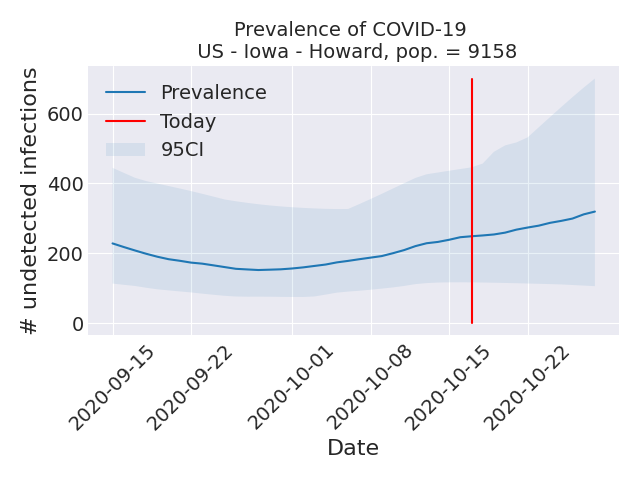 Prevalence of COVID-19
US - Iowa - Howard, pop. = 9158
# undetected infections
600
400
200
0
Prevalence
Today
95CI
2020-09-15
2020-09-22
2020-10-01
2020-10-08
2020-10-15
2020-10-22
Date